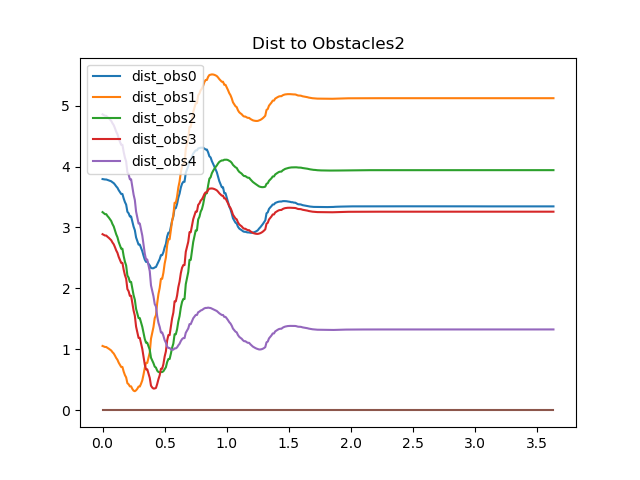 Dist to Obstacles2
dist_obs0
dist_obs1
dist_obs2
dist_obs3
dist_obs4
5
4
3
2
1
0
0.0 0.5 1.0 1.5 2.0 2.5 3.0 3.5